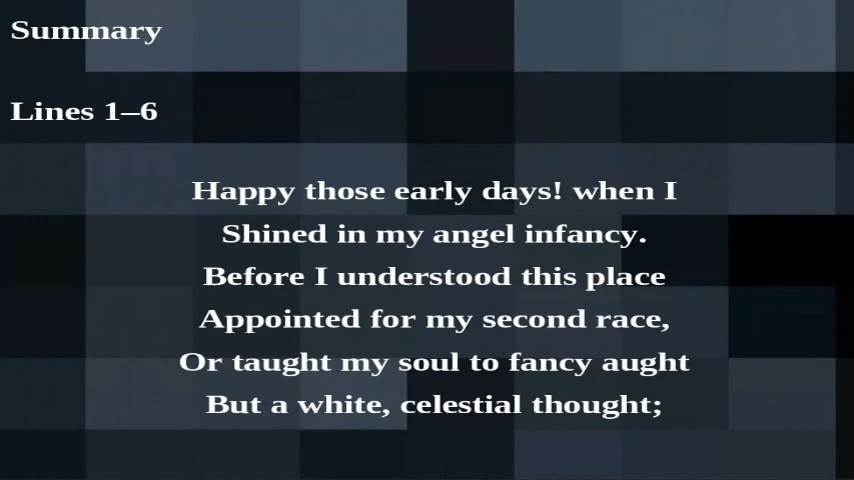 Summary
Lines 1–6
Happy those early days! when I
Shined in my angel infancy.
Before I understood this place
Appointed for my second race,
Or taught my soul to fancy aught
But a white, celestial thought;